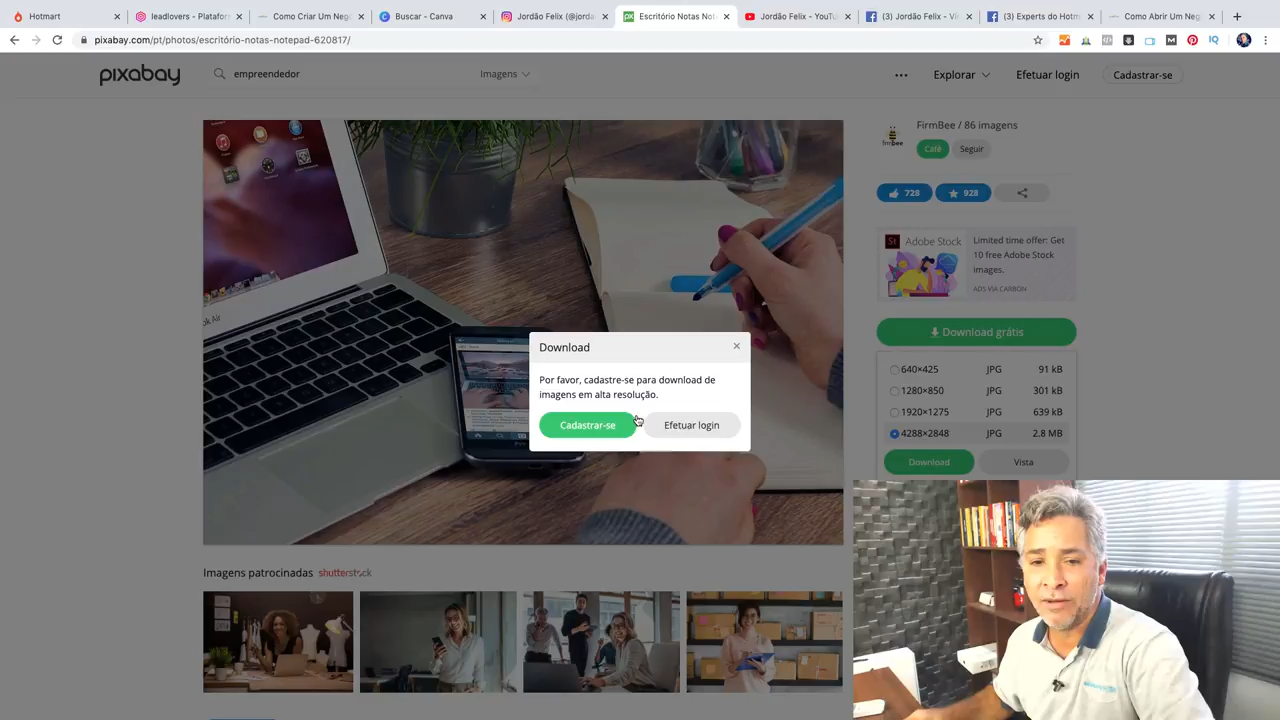 Hotmart
leadlovers - Plataform
Como Criar Um Negó
Buscar - Canva
Jordão Felix (@jorda
Escritório Notas Note
Jordão Felix - YouTu
(3) Jordão Felix - Ví
(3) Experts do Hotm
Como Abrir Um Neg
pixabay.com/pt/photos/escritório-notas-notepad-620817/
pixabay
empreendedor
Imagens
Explorar
Efetuar login
Cadastrar-se
FirmBee / 86 imagens
Café
Seguir
728
928
Adobe Stock
Limited time offer: Get
10 free Adobe Stock
images.
ADS VIA CARBON
Download grátis
640×425 JPG 91 kB
1280×850 JPG 301 kB
1920×1275 JPG 639 kB
4288×2848 JPG 2.8 MB
Download
Vista
Download
Por favor, cadastre-se para download de
imagens em alta resolução.
Cadastrar-se
Efetuar login
Imagens patrocinadas shutterstock